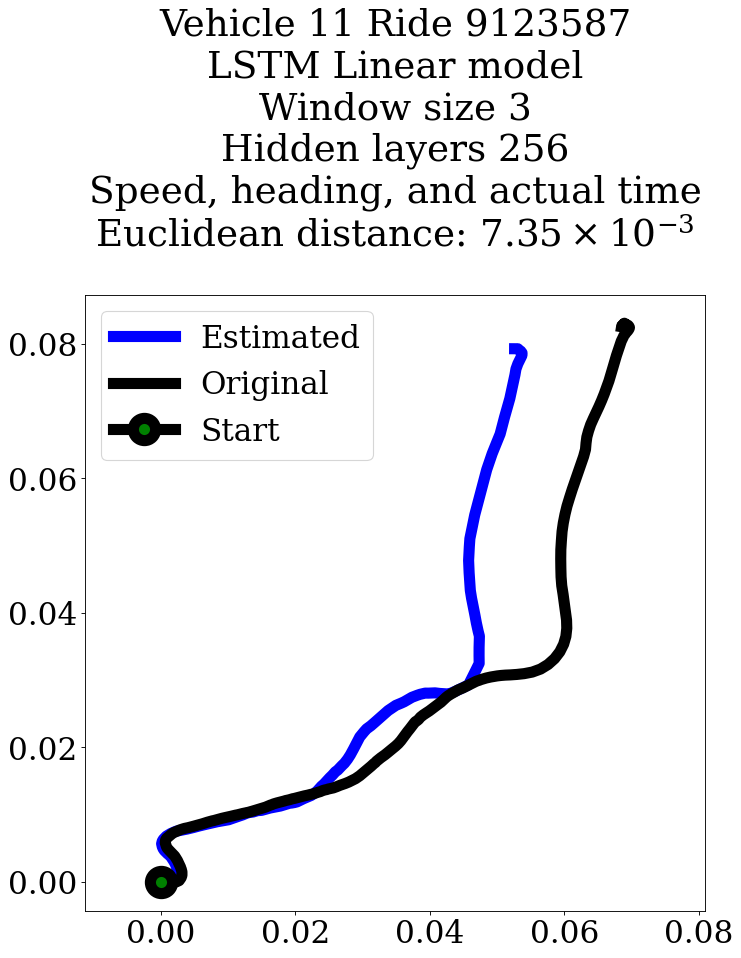 Vehicle 11 Ride 9123587
LSTM Linear model
Window size 3
Hidden layers 256
Speed, heading, and actual time
Euclidean distance: 7.35 × 10⁻³
Estimated
Original
Start
0.08
0.06
0.04
0.02
0.00
0.00 0.02 0.04 0.06 0.08